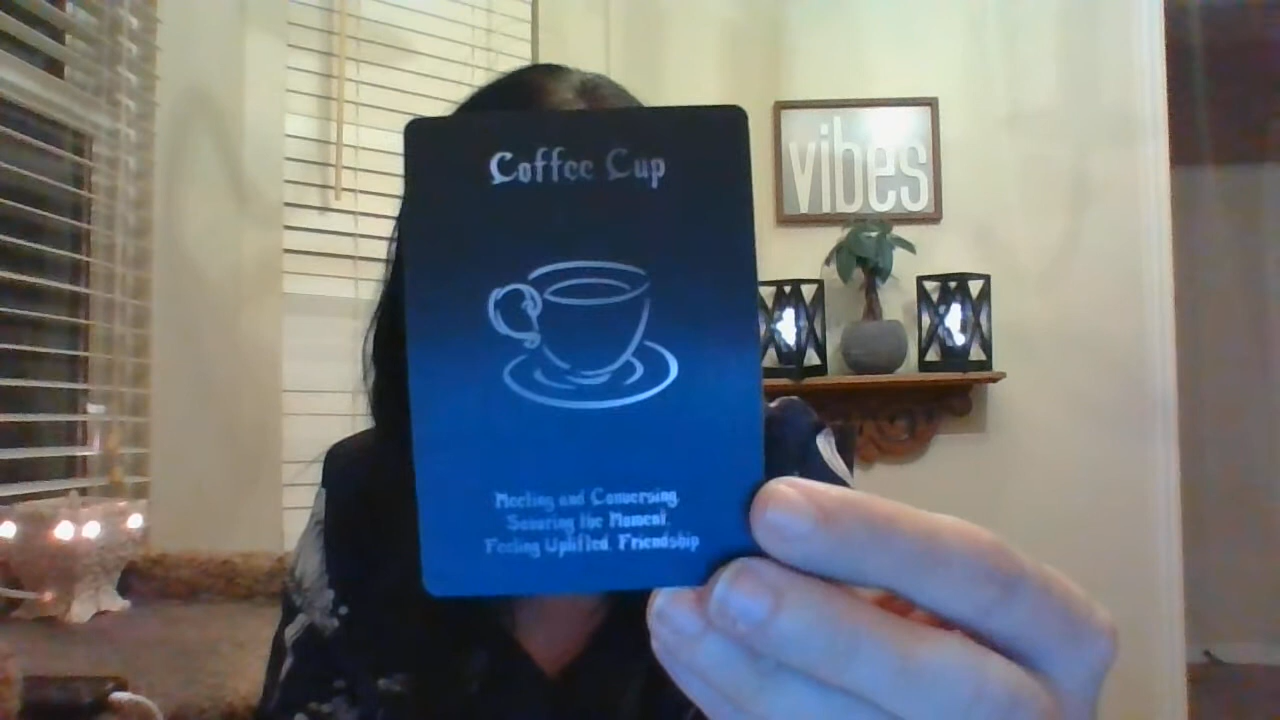 Coffee Cup
vibes
Meeting and Conversing,
Savoring the Moment,
Feeling Uplifted, Friendship